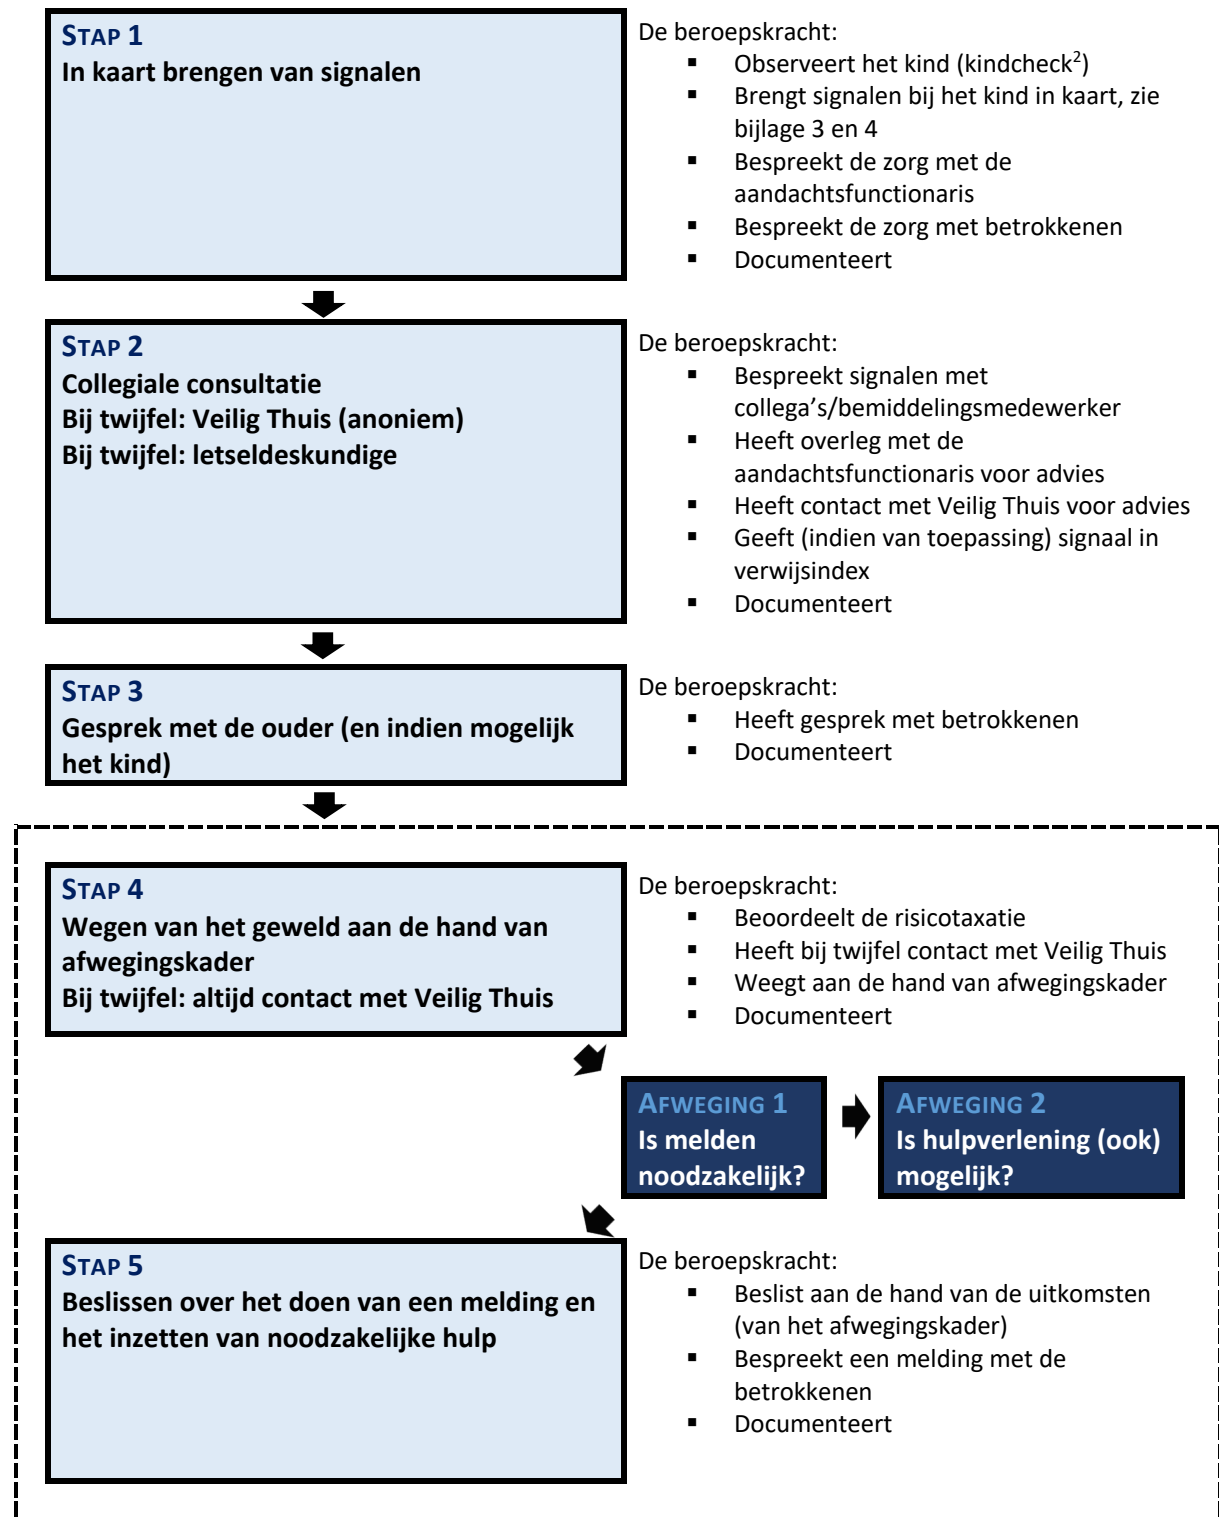 STAP 1
In kaart brengen van signalen
De beroepskracht:
▪ Observeert het kind (kindcheck²)
▪ Brengt signalen bij het kind in kaart, zie
bijlage 3 en 4
▪ Bespreekt de zorg met de
aandachtsfunctionaris
▪ Bespreekt de zorg met betrokkenen
▪ Documenteert
STAP 2
Collegiale consultatie
Bij twijfel: Veilig Thuis (anoniem)
Bij twijfel: letseldeskundige
De beroepskracht:
▪ Bespreekt signalen met
collega’s/bemiddelingsmedewerker
▪ Heeft overleg met de
aandachtsfunctionaris voor advies
▪ Heeft contact met Veilig Thuis voor advies
▪ Geeft (indien van toepassing) signaal in
verwijsindex
▪ Documenteert
STAP 3
Gesprek met de ouder (en indien mogelijk
het kind)
De beroepskracht:
▪ Heeft gesprek met betrokkenen
▪ Documenteert
STAP 4
Wegen van het geweld aan de hand van
afwegingskader
Bij twijfel: altijd contact met Veilig Thuis
De beroepskracht:
▪ Beoordeelt de risicotaxatie
▪ Heeft bij twijfel contact met Veilig Thuis
▪ Weegt aan de hand van afwegingskader
▪ Documenteert
AFWEGING 1
Is melden
noodzakelijk?
AFWEGING 2
Is hulpverlening (ook)
mogelijk?
STAP 5
Beslissen over het doen van een melding en
het inzetten van noodzakelijke hulp
De beroepskracht:
▪ Beslist aan de hand van de uitkomsten
(van het afwegingskader)
▪ Bespreekt een melding met de
betrokkenen
▪ Documenteert